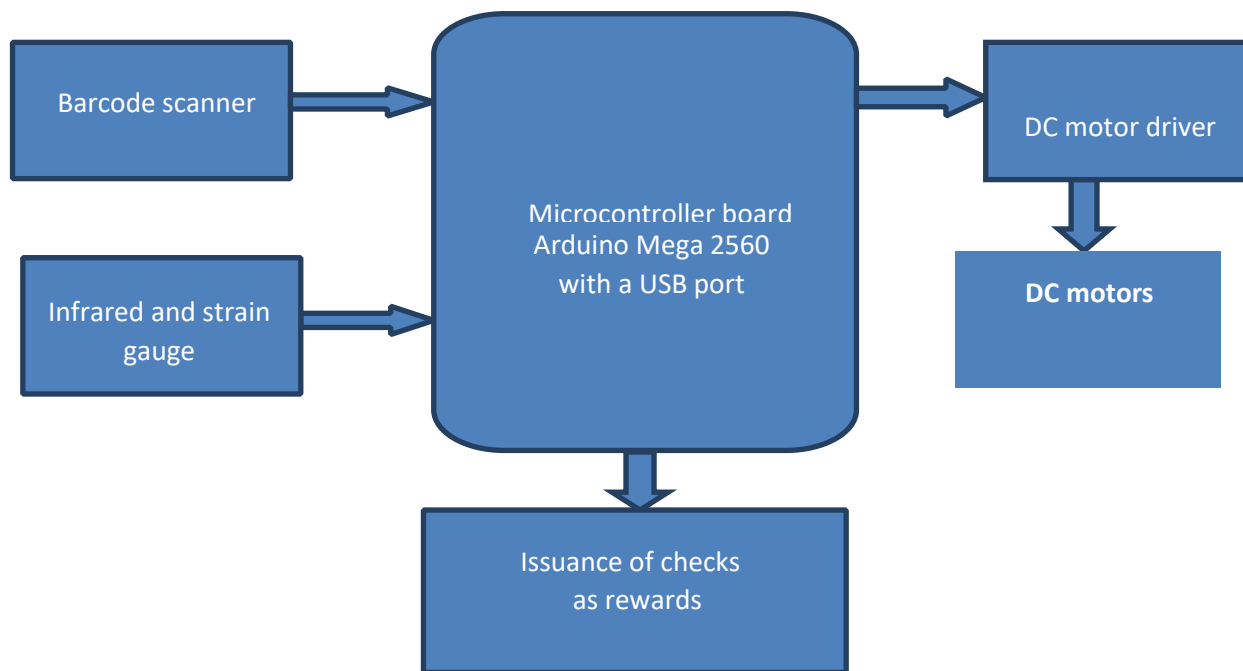 Barcode scanner
Infrared and strain
gauge
Microcontroller board
Arduino Mega 2560
with a USB port
DC motor driver
DC motors
Issuance of checks
as rewards